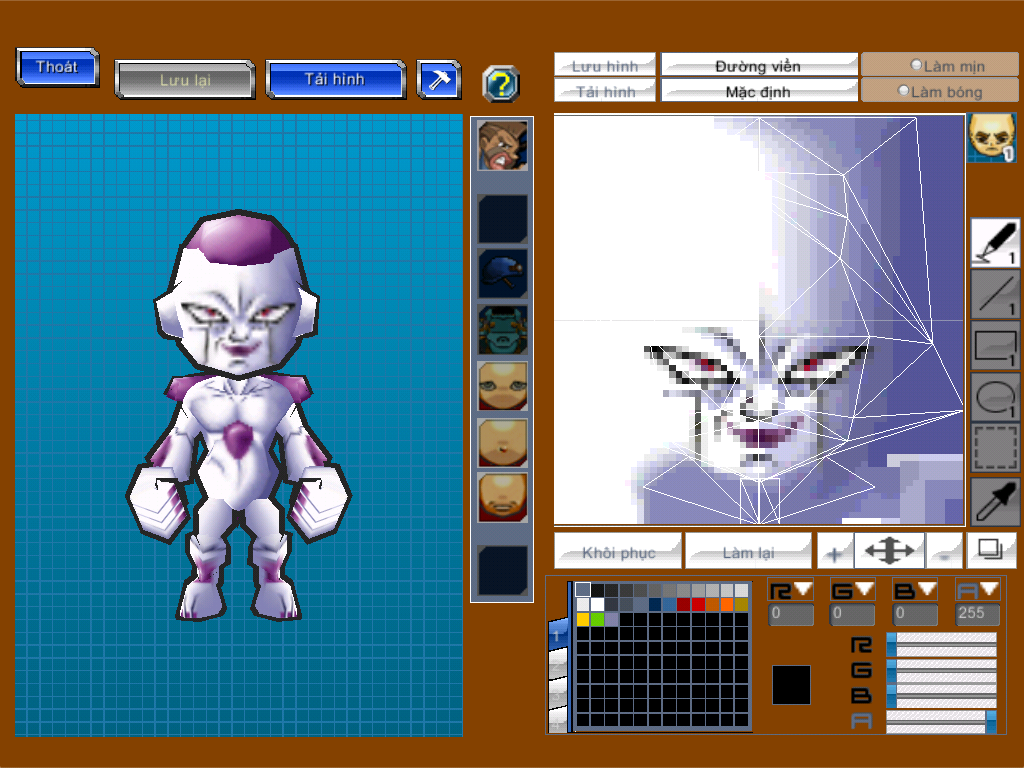 Thoát
Lưu lại
Tải hình
?
Lưu hình
Đường viền
Làm mịn
Tải hình
Mặc định
Làm bóng
1
1
1
1
1
Khôi phục
Làm lại
+
-
R
G
B
A
0
0
0
255
1
R
G
B
A